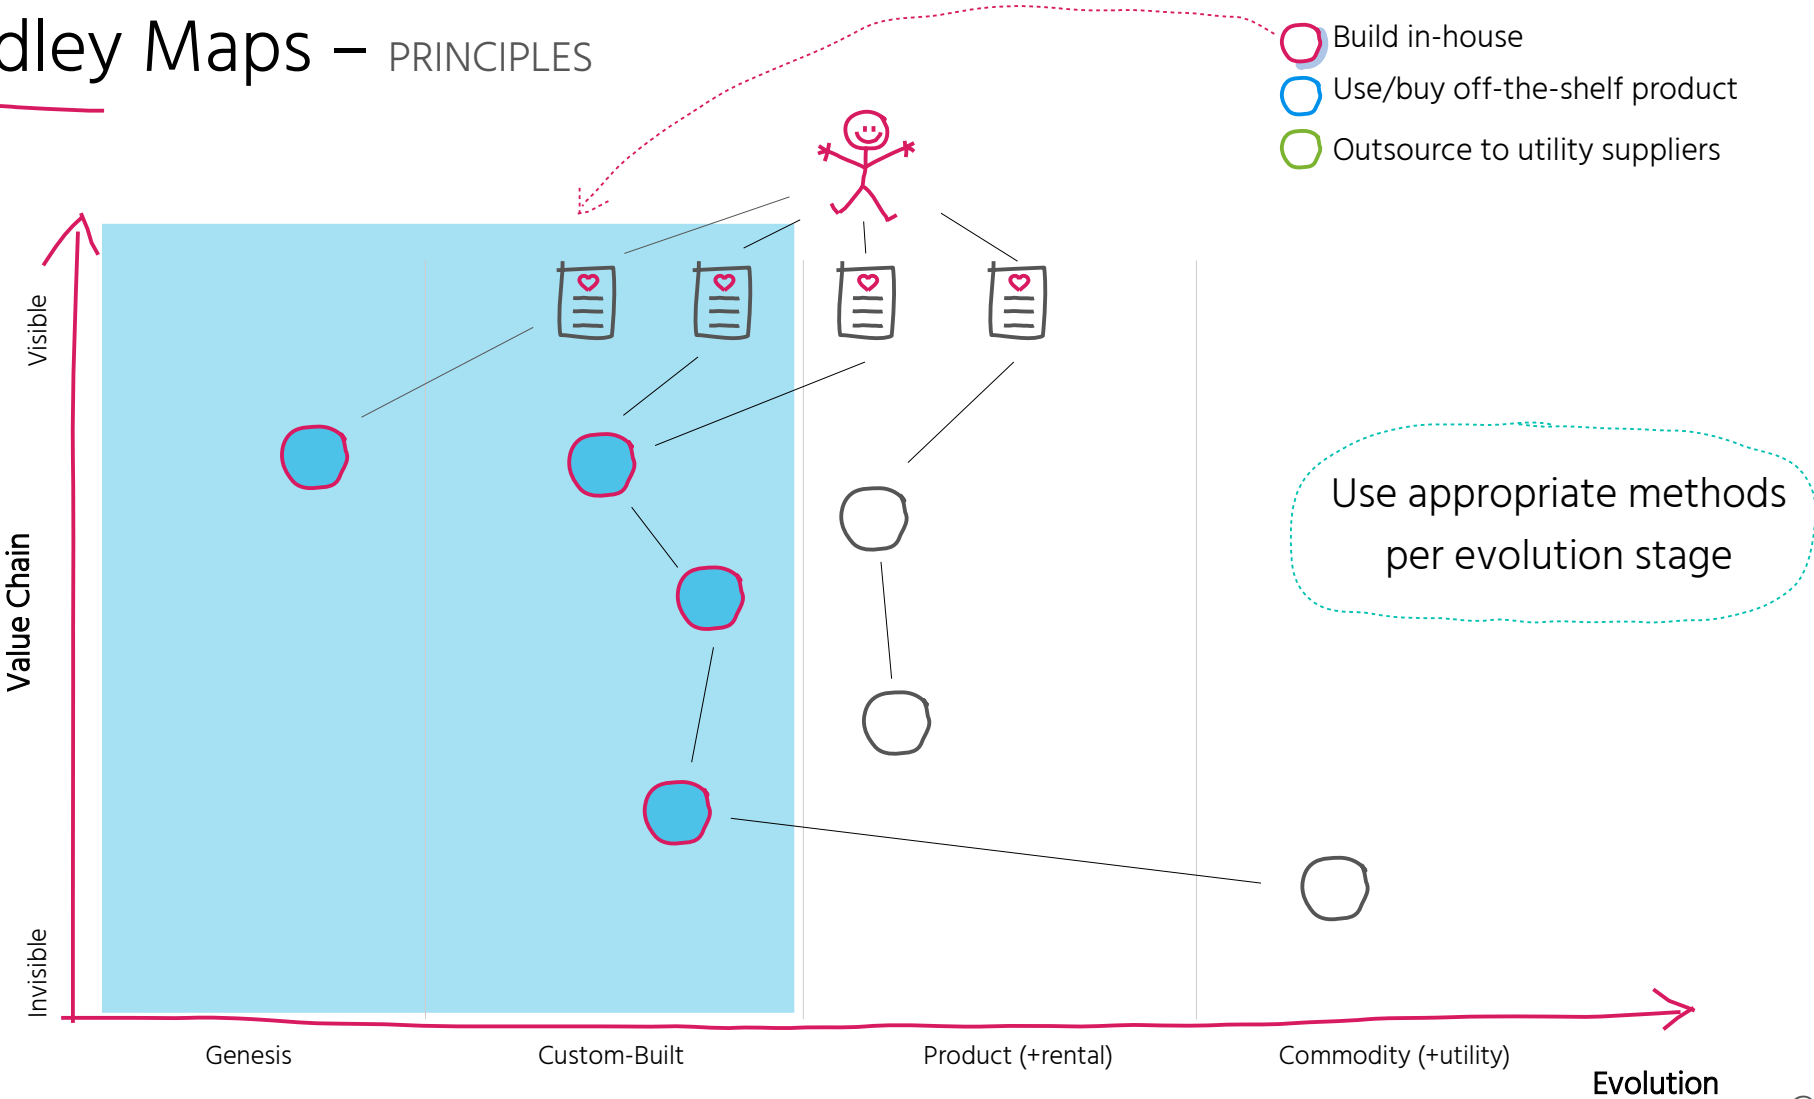 dley Maps – PRINCIPLES
Build in-house
Use/buy off-the-shelf product
Outsource to utility suppliers
Visible
Value Chain
Invisible
Use appropriate methods
per evolution stage
Genesis
Custom-Built
Product (+rental)
Commodity (+utility)
Evolution